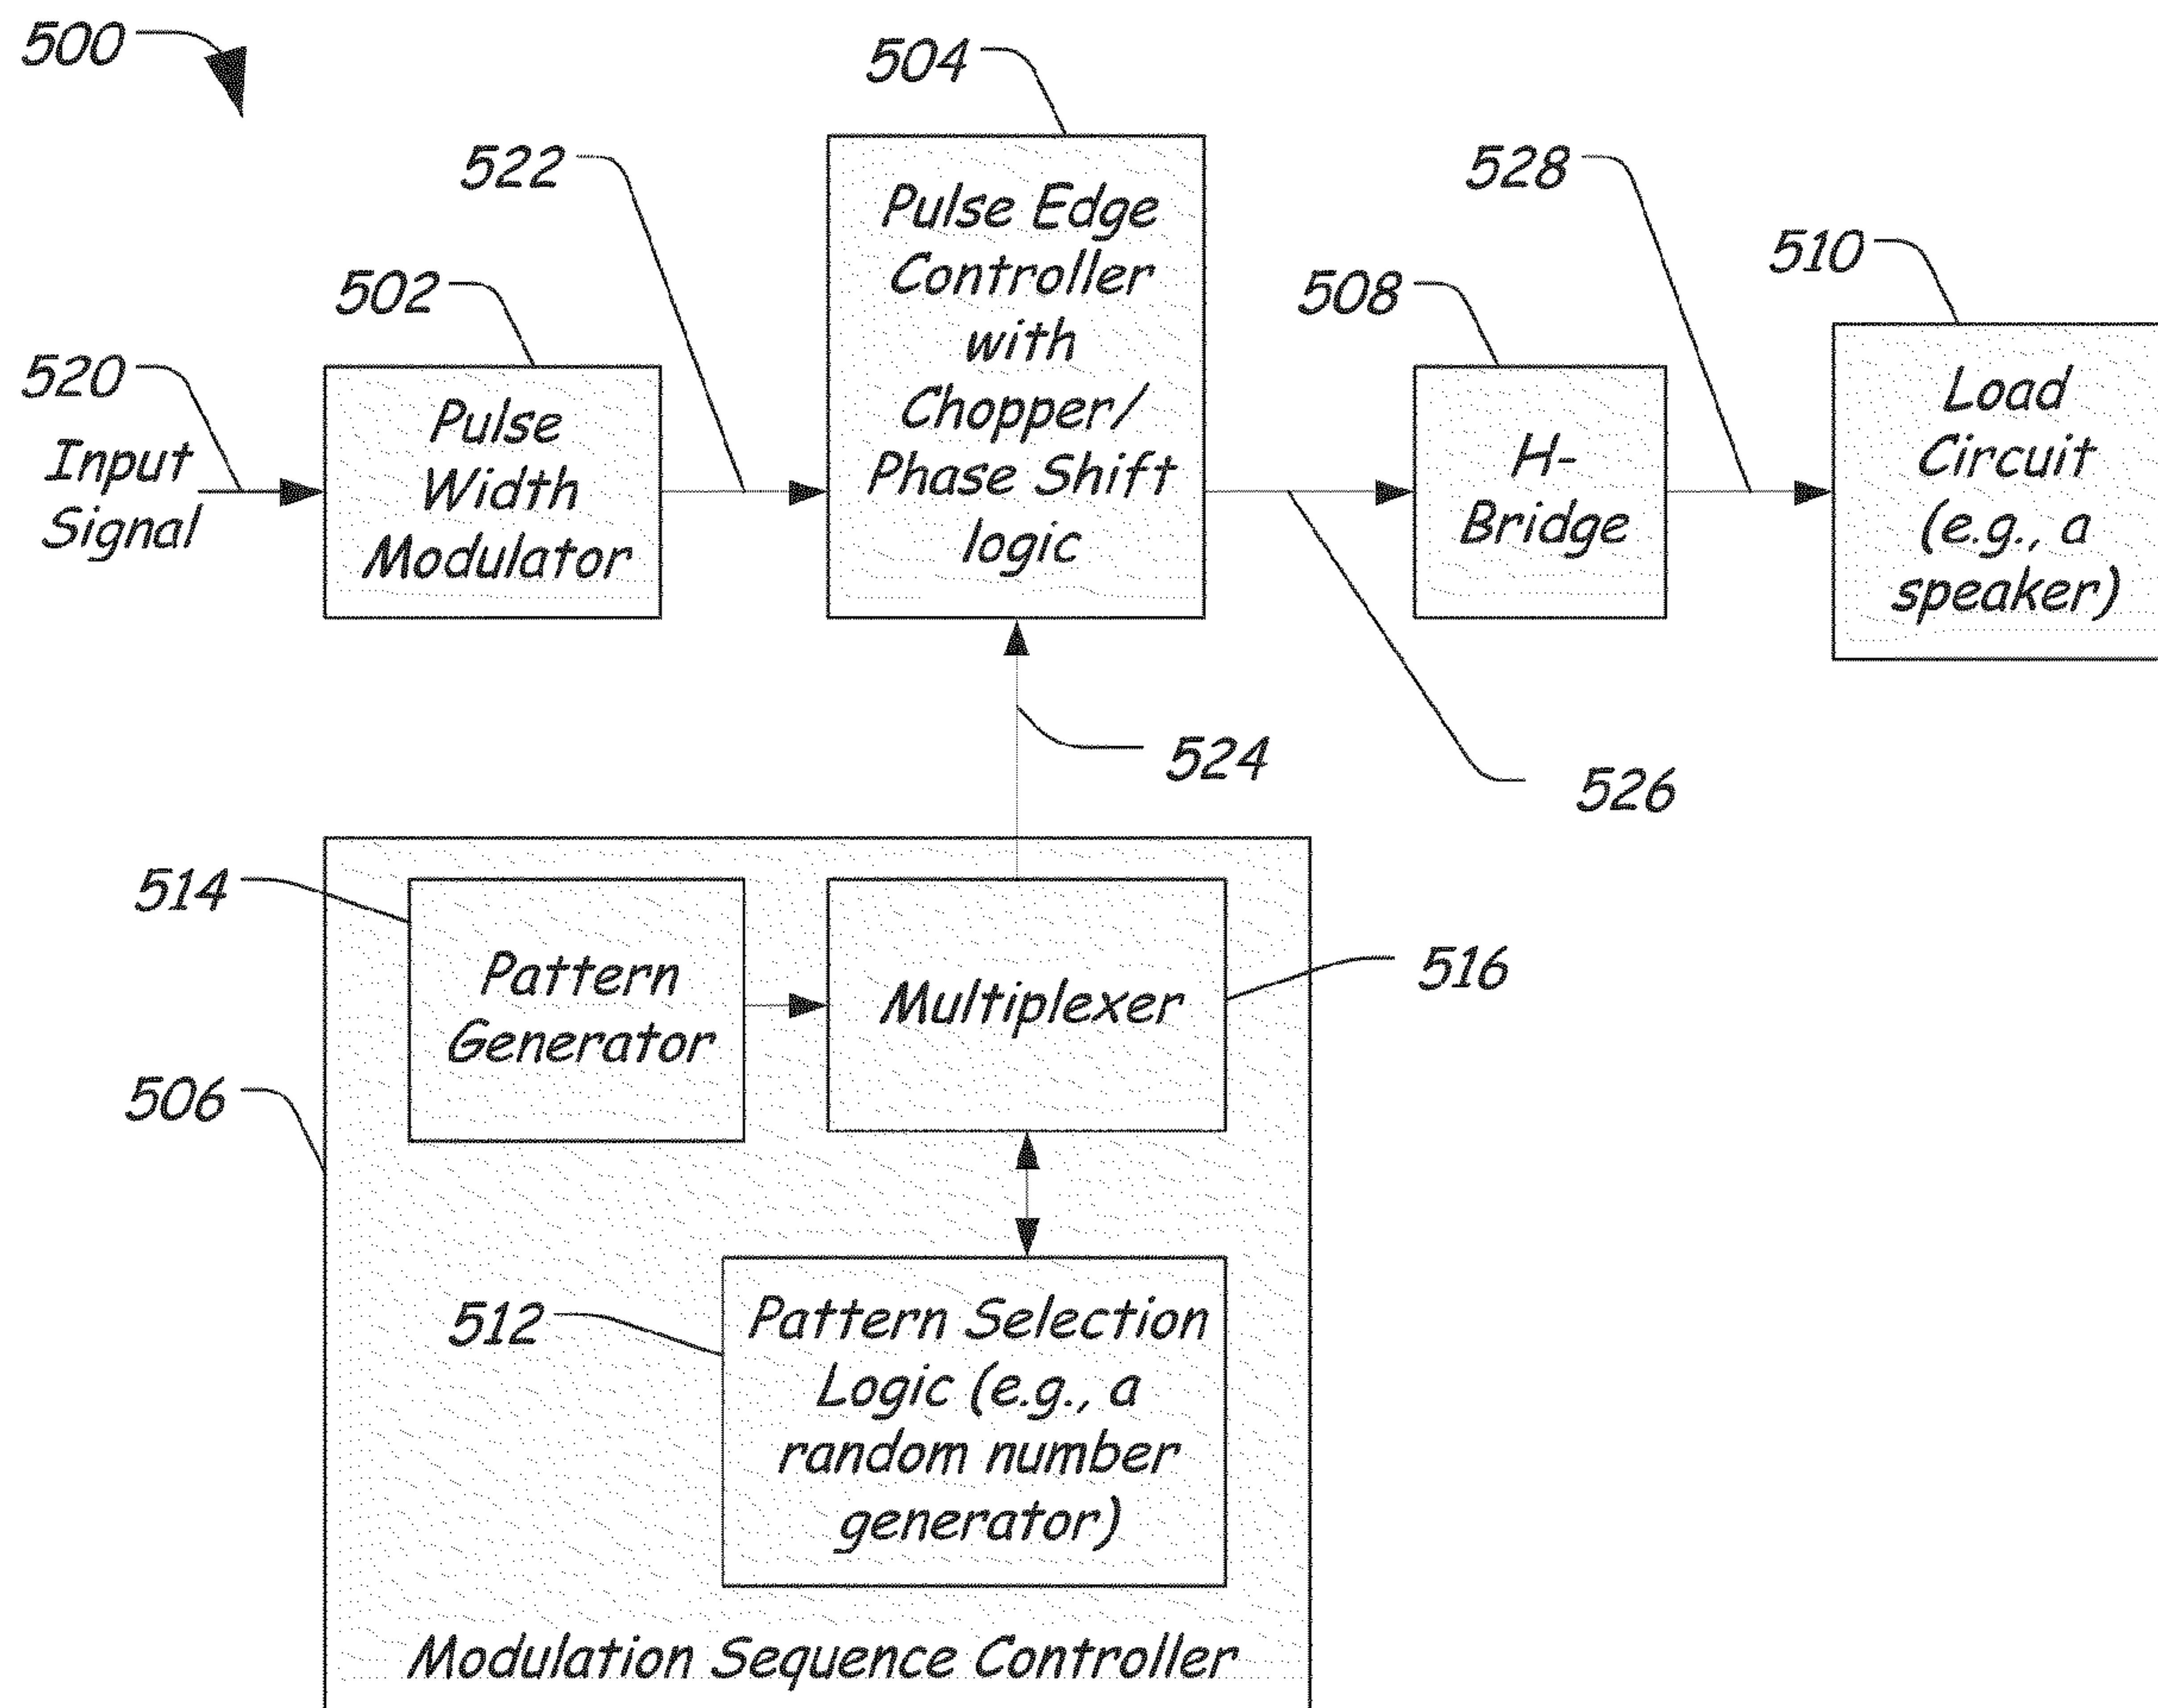 500
504
522
528
510
502
508
520
Input
Signal
Pulse
Width
Modulator
Pulse Edge
Controller
with
Chopper/
Phase Shift
logic
H-
Bridge
Load
Circuit
(e.g., a
speaker)
524
526
514
Pattern
Generator
Multiplexer
516
506
512
Pattern Selection
Logic (e.g., a
random number
generator)
Modulation Sequence Controller